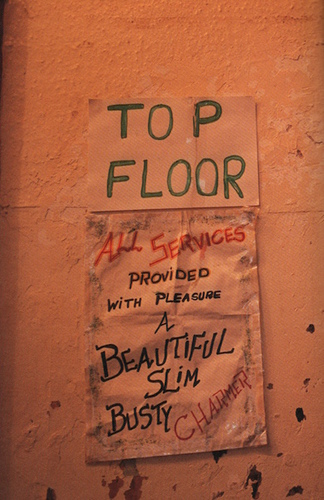 TOP
FLOOR
ALL SERVICES
PROVIDED
WITH PLEASURE
A
BEAUTIFUL
SLIM
BUSTY
CHARMER